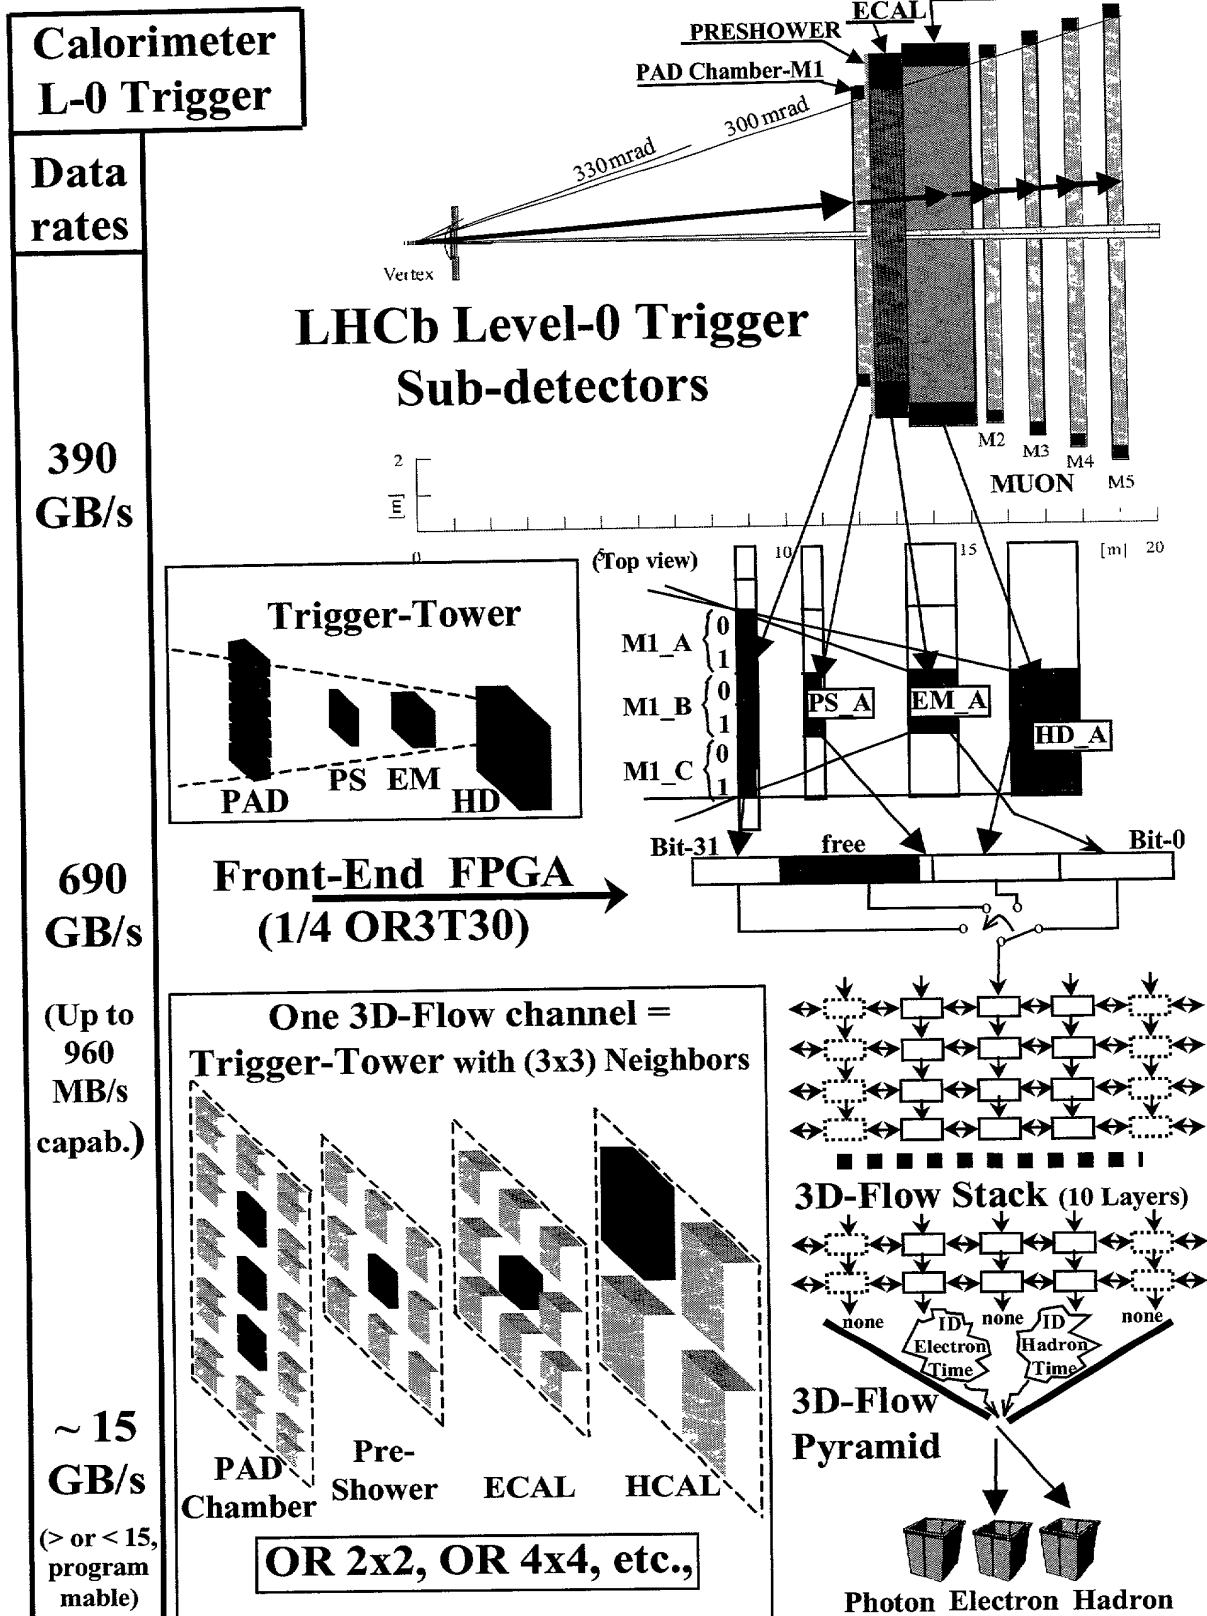 Calorimeter
L-0 Trigger
Data
rates
390
GB/s
690
GB/s
(Up to
960
MB/s
capab.)
~ 15
GB/s
(> or < 15,
program
mable)
ECAL
PRESHOWER
PAD Chamber-M1
300 mrad
330 mrad
Vertex
LHCb Level-0 Trigger
Sub-detectors
M2
M3
M4
M5
MUON
2
[m]
0
5
10
15
[m]
20
(Top view)
Trigger-Tower
PAD
PS
EM
HD
M1_A
0
1
M1_B
0
1
M1_C
0
1
PS_A
EM_A
HD_A
Bit-31
free
Bit-0
Front-End FPGA
(1/4 OR3T30)
One 3D-Flow channel =
Trigger-Tower with (3x3) Neighbors
PAD
Chamber
Pre-
Shower
ECAL
HCAL
OR 2x2, OR 4x4, etc.,
3D-Flow Stack (10 Layers)
none
ID
Electron
Time
none
ID
Hadron
Time
none
3D-Flow
Pyramid
Photon Electron Hadron